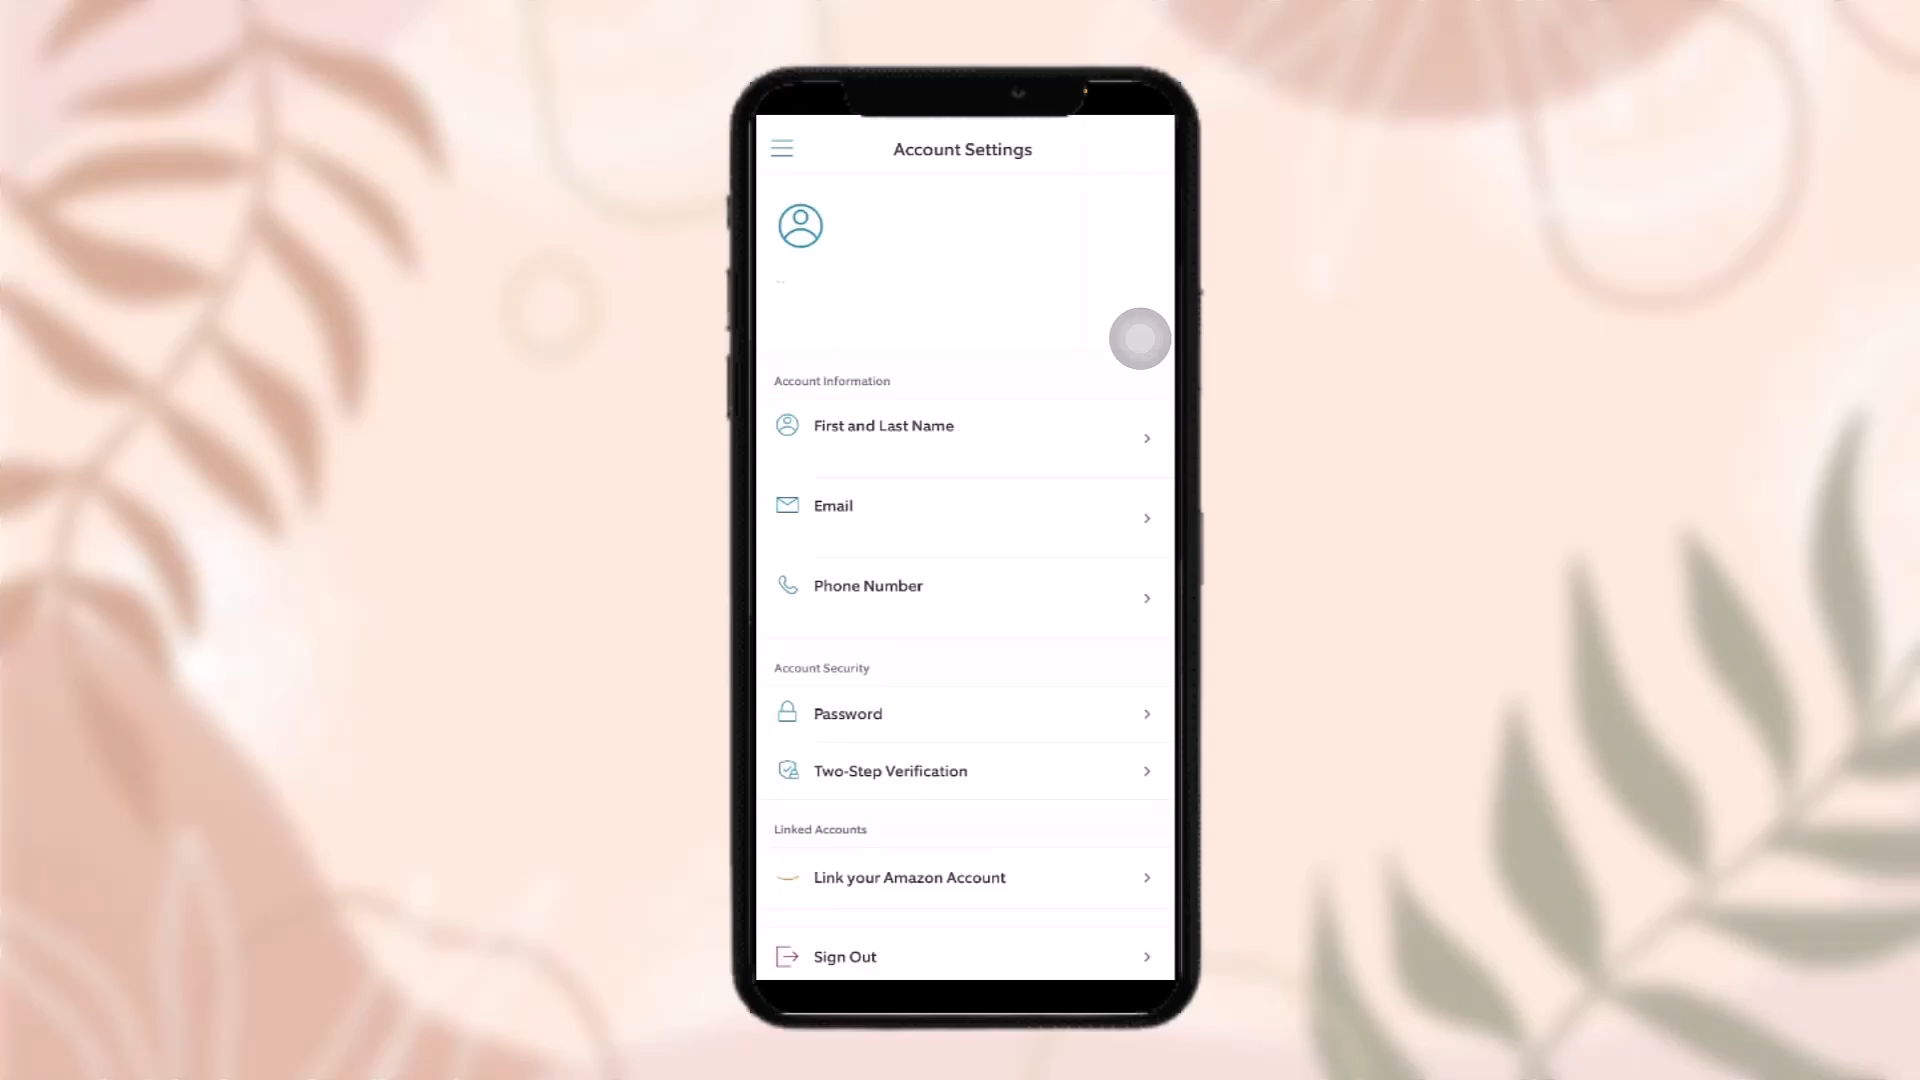 Account Settings
Account Information
First and Last Name
Email
Phone Number
Account Security
Password
Two-Step Verification
Linked Accounts
Link your Amazon Account
Sign Out